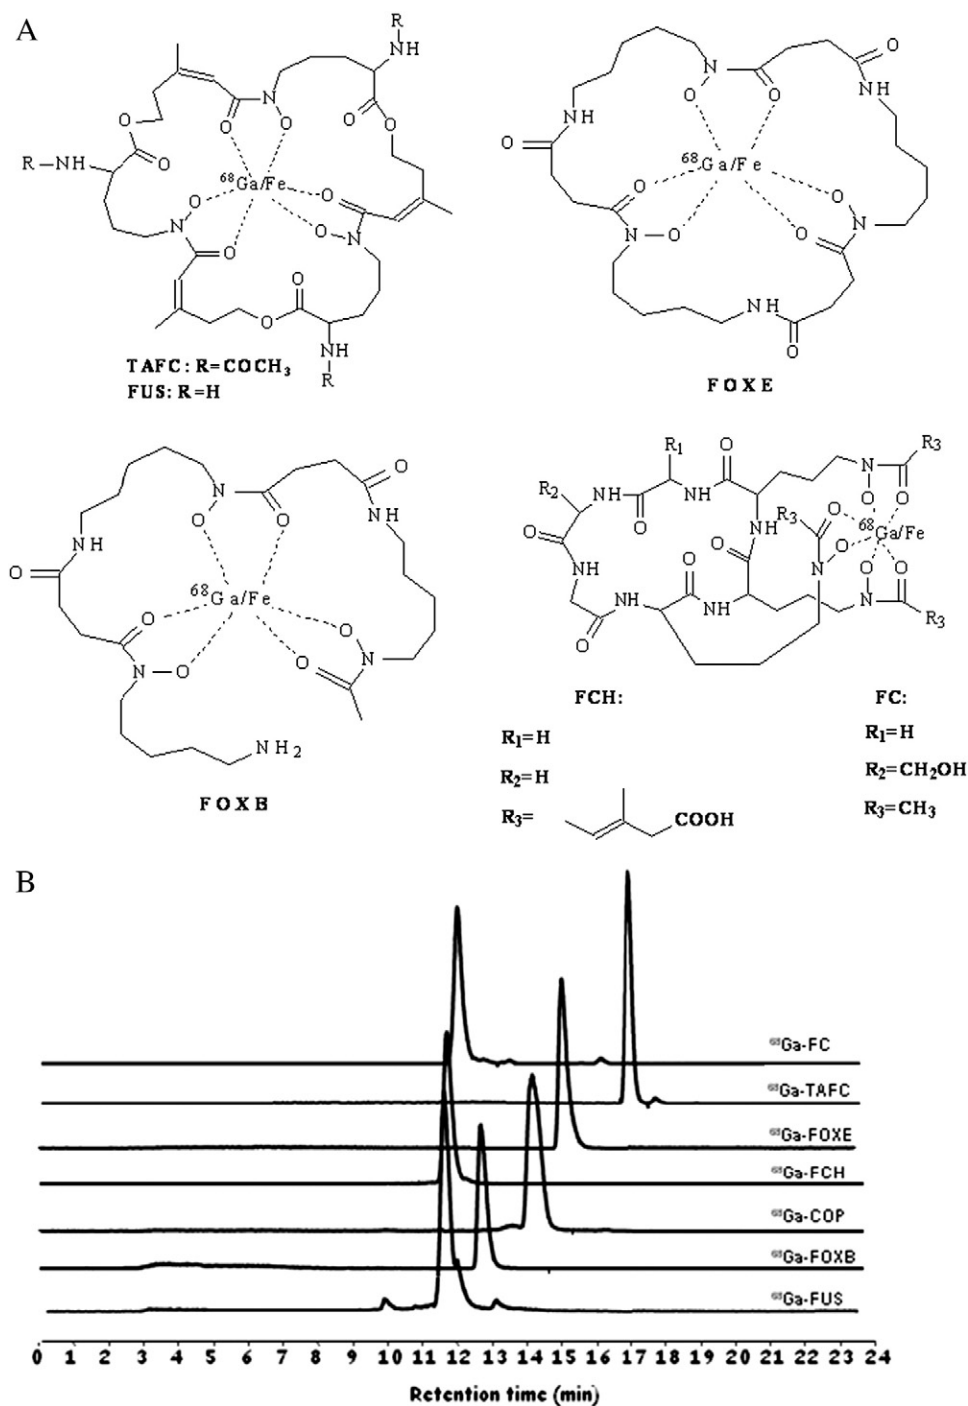 A
R
NH
O
O
N
O
O
O
O
O
R—NH
O
68Ga/Fe
O
O
N
O
N
O
O
O
O
NH
R
TAFC: R=COCH3
FUS: R=H
N
O
O
O
NH
NH
O
68Ga/Fe
O
O
N
O
O
N
O
NH
O
O
FOXE
N
O
O
O
NH
NH
O
68Ga/Fe
O
O
N
O
O
N
NH2
FOXB
R1
O
N
R3
R2
NH
NH
O
O
O
O
NH
R3
O
68Ga/Fe
O
NH
O
O
N
O
O
O
NH
NH
N
R3
O
FCH:
FC:
R1=H
R1=H
R2=H
R2=CH2OH
R3=
COOH
R3=CH3
B
68Ga-FC
68Ga-TAFC
68Ga-FOXE
68Ga-FCH
68Ga-COP
68Ga-FOXB
68Ga-FUS
0 1 2 3 4 5 6 7 8 9 10 11 12 13 14 15 16 17 18 19 20 21 22 23 24
Retention time (min)